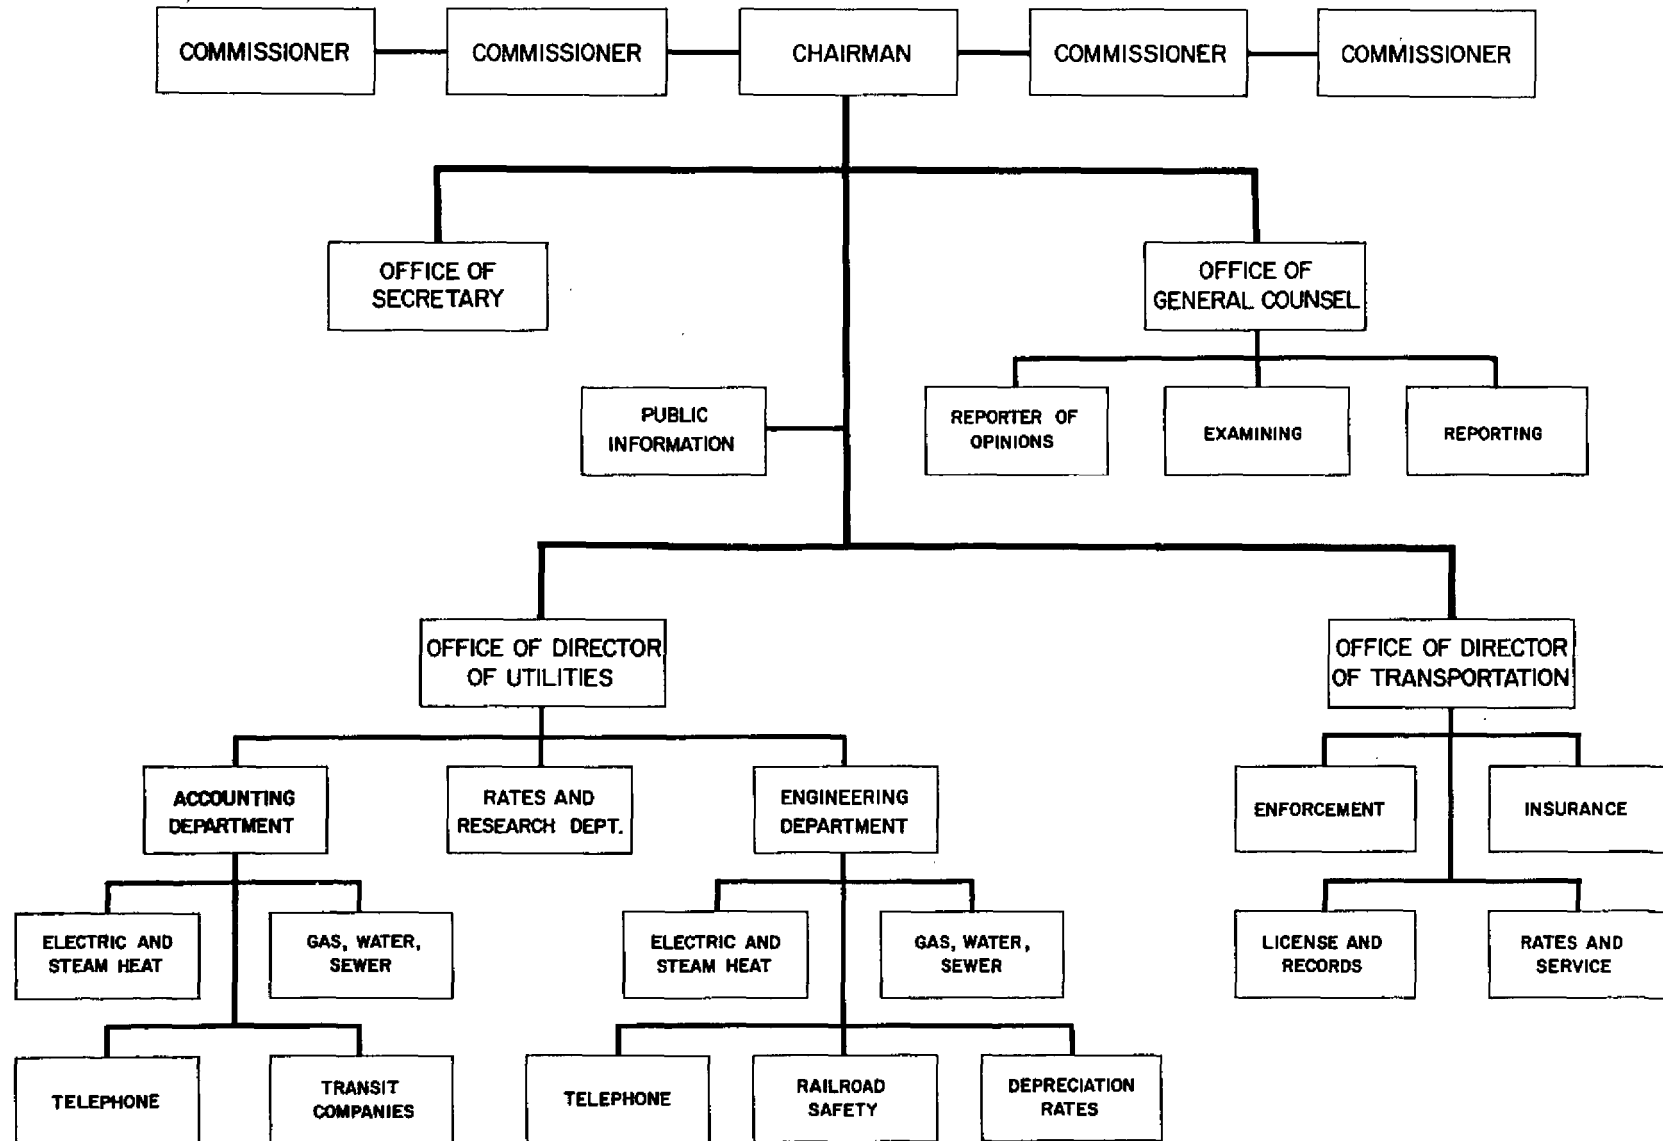 COMMISSIONER
COMMISSIONER
CHAIRMAN
COMMISSIONER
COMMISSIONER
OFFICE OF
SECRETARY
OFFICE OF
GENERAL COUNSEL
PUBLIC
INFORMATION
REPORTER OF
OPINIONS
EXAMINING
REPORTING
OFFICE OF DIRECTOR
OF UTILITIES
OFFICE OF DIRECTOR
OF TRANSPORTATION
ACCOUNTING
DEPARTMENT
RATES AND
RESEARCH DEPT.
ENGINEERING
DEPARTMENT
ENFORCEMENT
INSURANCE
ELECTRIC AND
STEAM HEAT
GAS, WATER,
SEWER
ELECTRIC AND
STEAM HEAT
GAS, WATER,
SEWER
LICENSE AND
RECORDS
RATES AND
SERVICE
TELEPHONE
TRANSIT
COMPANIES
TELEPHONE
RAILROAD
SAFETY
DEPRECIATION
RATES